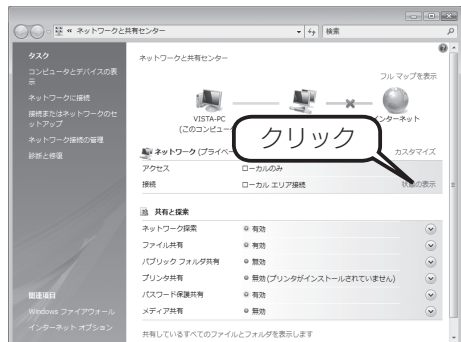 « ネットワークと共有センター
検索
タスク
コンピュータとデバイスの表示
ネットワークに接続
接続またはネットワークのセットアップ
ネットワーク接続の管理
診断と修復
関連項目
Windows ファイアウォール
インターネット オプション
ネットワークと共有センター
フル マップを表示
VISTA-PC
(このコンピュー
ンターネット
クリック
ネットワーク (プライベー
カスタマイズ
アクセス ローカルのみ
接続 ローカル エリア接続 状態の表示
共有と探索
ネットワーク探索 有効
ファイル共有 有効
パブリック フォルダ共有 無効
プリンタ共有 無効 (プリンタがインストールされていません)
パスワード保護共有 有効
メディア共有 無効
共有しているすべてのファイルとフォルダを表示します